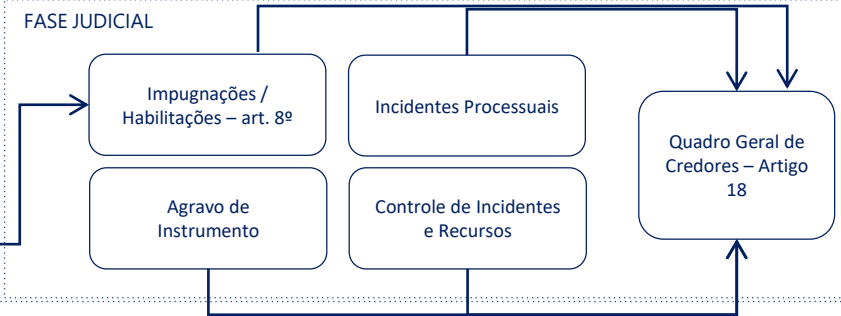 FASE JUDICIAL
Impugnações /
Habilitações – art. 8º
Incidentes Processuais
Quadro Geral de
Credores – Artigo
18
Agravo de
Instrumento
Controle de Incidentes
e Recursos